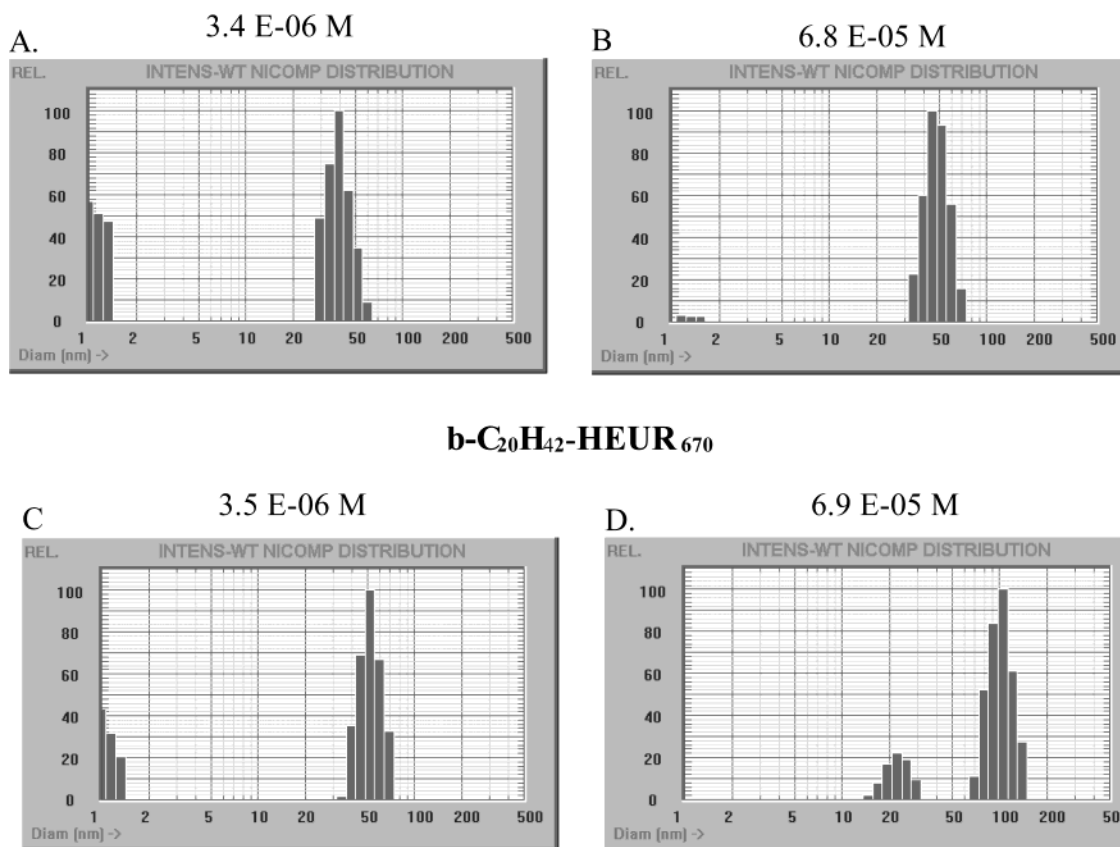 A.
3.4 E-06 M
B
6.8 E-05 M
REL. INTENS-WT NICOMP DISTRIBUTION
100
80
60
40
20
0
1 2 5 10 20 50 100 200 500
Diam (nm) ->
REL. INTENS-WT NICOMP DISTRIBUTION
100
80
60
40
20
0
1 2 5 10 20 50 100 200 500
Diam (nm) ->
b-C20H42-HEUR 670
C
3.5 E-06 M
D.
6.9 E-05 M
REL. INTENS-WT NICOMP DISTRIBUTION
100
80
60
40
20
0
1 2 5 10 20 50 100 200 500
Diam (nm) ->
REL. INTENS-WT NICOMP DISTRIBUTION
100
80
60
40
20
0
1 2 5 10 20 50 100 200 50
Diam (nm) ->